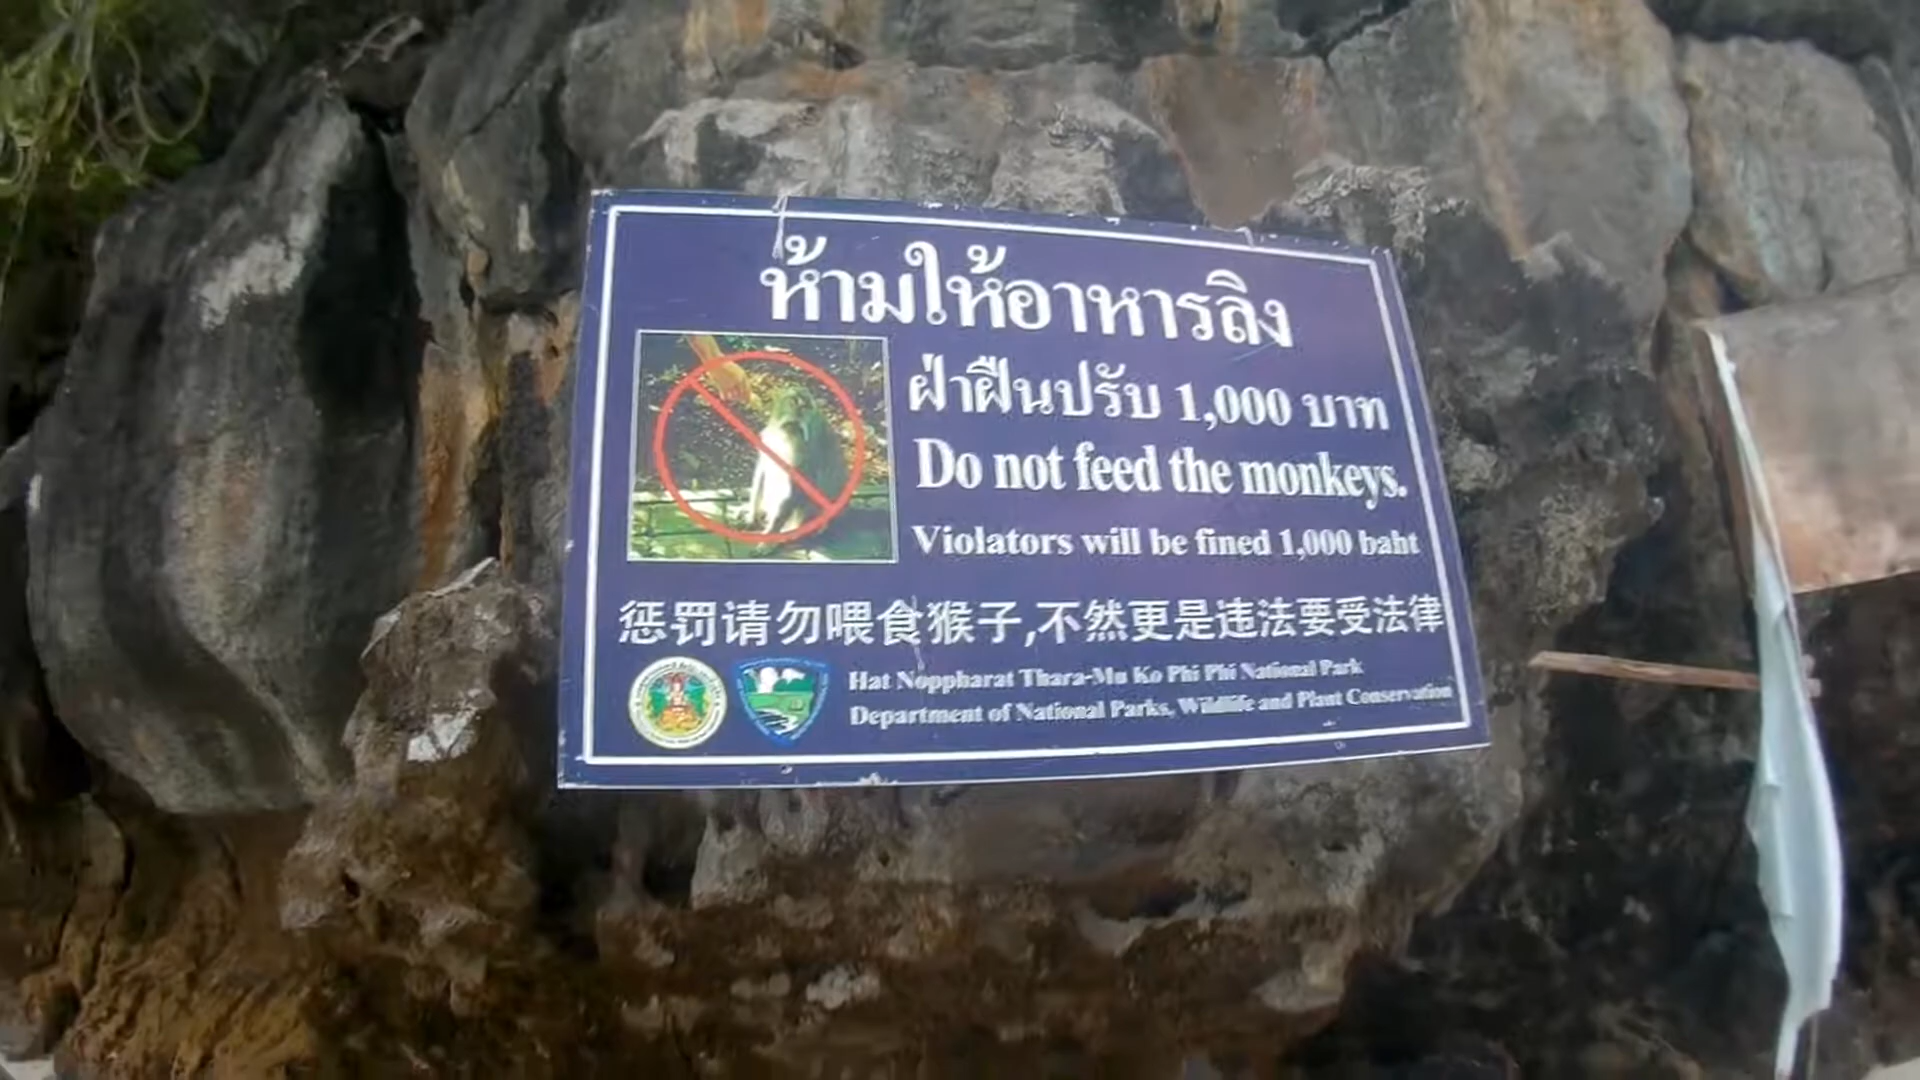 ห้ามให้อาหารลิง
ฝ่าฝืนปรับ 1,000 บาท
Do not feed the monkeys.
Violators will be fined 1,000 baht
惩罚请勿喂食猴子,不然更是违法要受法律
Hat Noppharat Thara-Mu Ko Phi Phi National Park
Department of National Parks, Wildlife and Plant Conservation